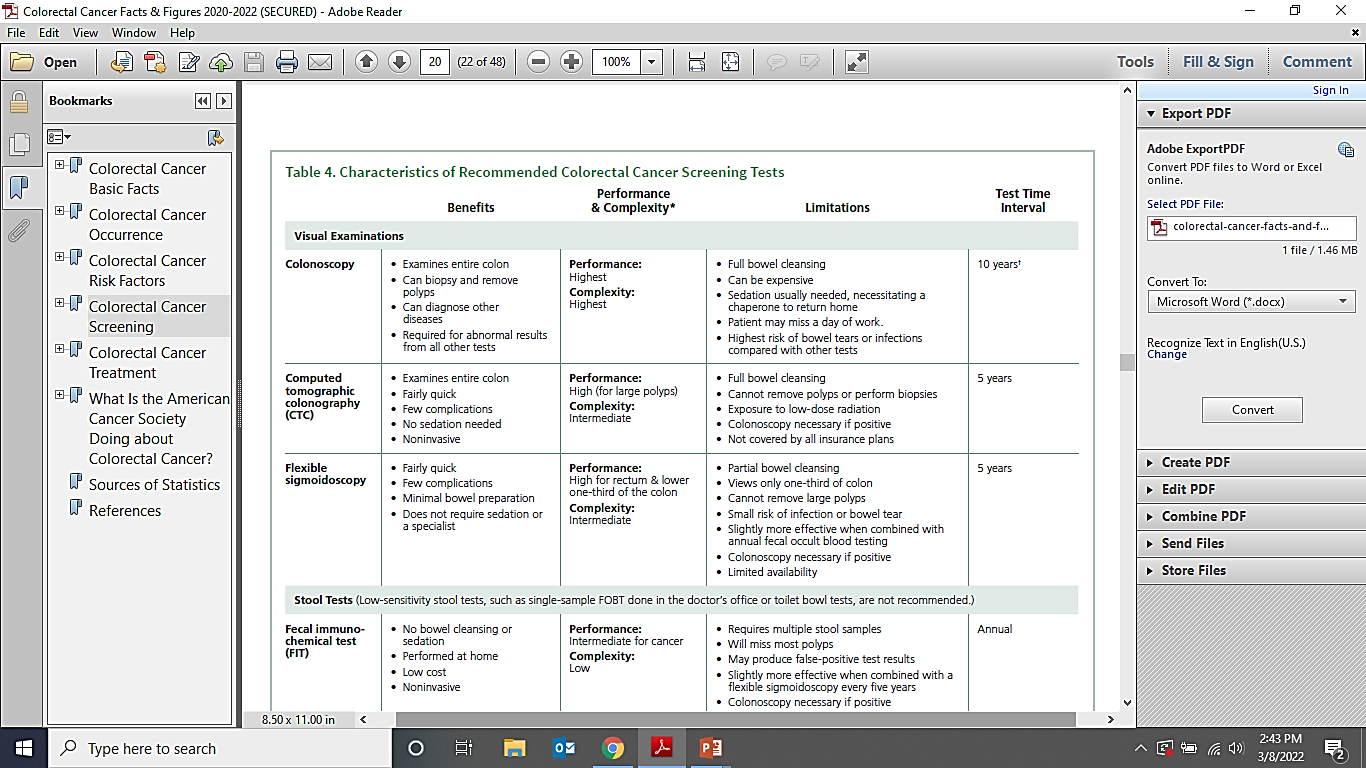 Colorectal Cancer Facts & Figures 2020-2022 (SECURED) - Adobe Reader
File Edit View Window Help
Open 20 (22 of 48) 100% Tools Fill & Sign Comment
Bookmarks
Colorectal Cancer
Basic Facts
Colorectal Cancer
Occurrence
Colorectal Cancer
Risk Factors
Colorectal Cancer
Screening
Colorectal Cancer
Treatment
What Is the American
Cancer Society
Doing about
Colorectal Cancer?
Sources of Statistics
References
Table 4. Characteristics of Recommended Colorectal Cancer Screening Tests
Benefits
Performance
& Complexity*
Limitations
Test Time
Interval
Visual Examinations
Colonoscopy
• Examines entire colon
• Can biopsy and remove
polyps
• Can diagnose other
diseases
• Required for abnormal results
from all other tests
Performance:
Highest
Complexity:
Highest
• Full bowel cleansing
• Can be expensive
• Sedation usually needed, necessitating a
chaperone to return home
• Patient may miss a day of work.
• Highest risk of bowel tears or infections
compared with other tests
10 years†
Computed
tomographic
colonography
(CTC)
• Examines entire colon
• Fairly quick
• Few complications
• No sedation needed
• Noninvasive
Performance:
High (for large polyps)
Complexity:
Intermediate
• Full bowel cleansing
• Cannot remove polyps or perform biopsies
• Exposure to low-dose radiation
• Colonoscopy necessary if positive
• Not covered by all insurance plans
5 years
Flexible
sigmoidoscopy
• Fairly quick
• Few complications
• Minimal bowel preparation
• Does not require sedation or
a specialist
Performance:
High for rectum & lower
one-third of the colon
Complexity:
Intermediate
• Partial bowel cleansing
• Views only one-third of colon
• Cannot remove large polyps
• Small risk of infection or bowel tear
• Slightly more effective when combined with
annual fecal occult blood testing
• Colonoscopy necessary if positive
• Limited availability
5 years
Stool Tests (Low-sensitivity stool tests, such as single-sample FOBT done in the doctor's office or toilet bowl tests, are not recommended.)
Fecal immuno-
chemical test
(FIT)
• No bowel cleansing or
sedation
• Performed at home
• Low cost
• Noninvasive
Performance:
Intermediate for cancer
Complexity:
Low
• Requires multiple stool samples
• Will miss most polyps
• May produce false-positive test results
• Slightly more effective when combined with a
flexible sigmoidoscopy every five years
• Colonoscopy necessary if positive
Annual
8.50 x 11.00 in
Sign In
Export PDF
Adobe ExportPDF
Convert PDF files to Word or Excel
online.
Select PDF File:
colorectal-cancer-facts-and-f...
1 file / 1.46 MB
Convert To:
Microsoft Word (*.docx)
Recognize Text in English(U.S.)
Change
Convert
Create PDF
Edit PDF
Combine PDF
Send Files
Store Files
Type here to search
2:43 PM
3/8/2022
2